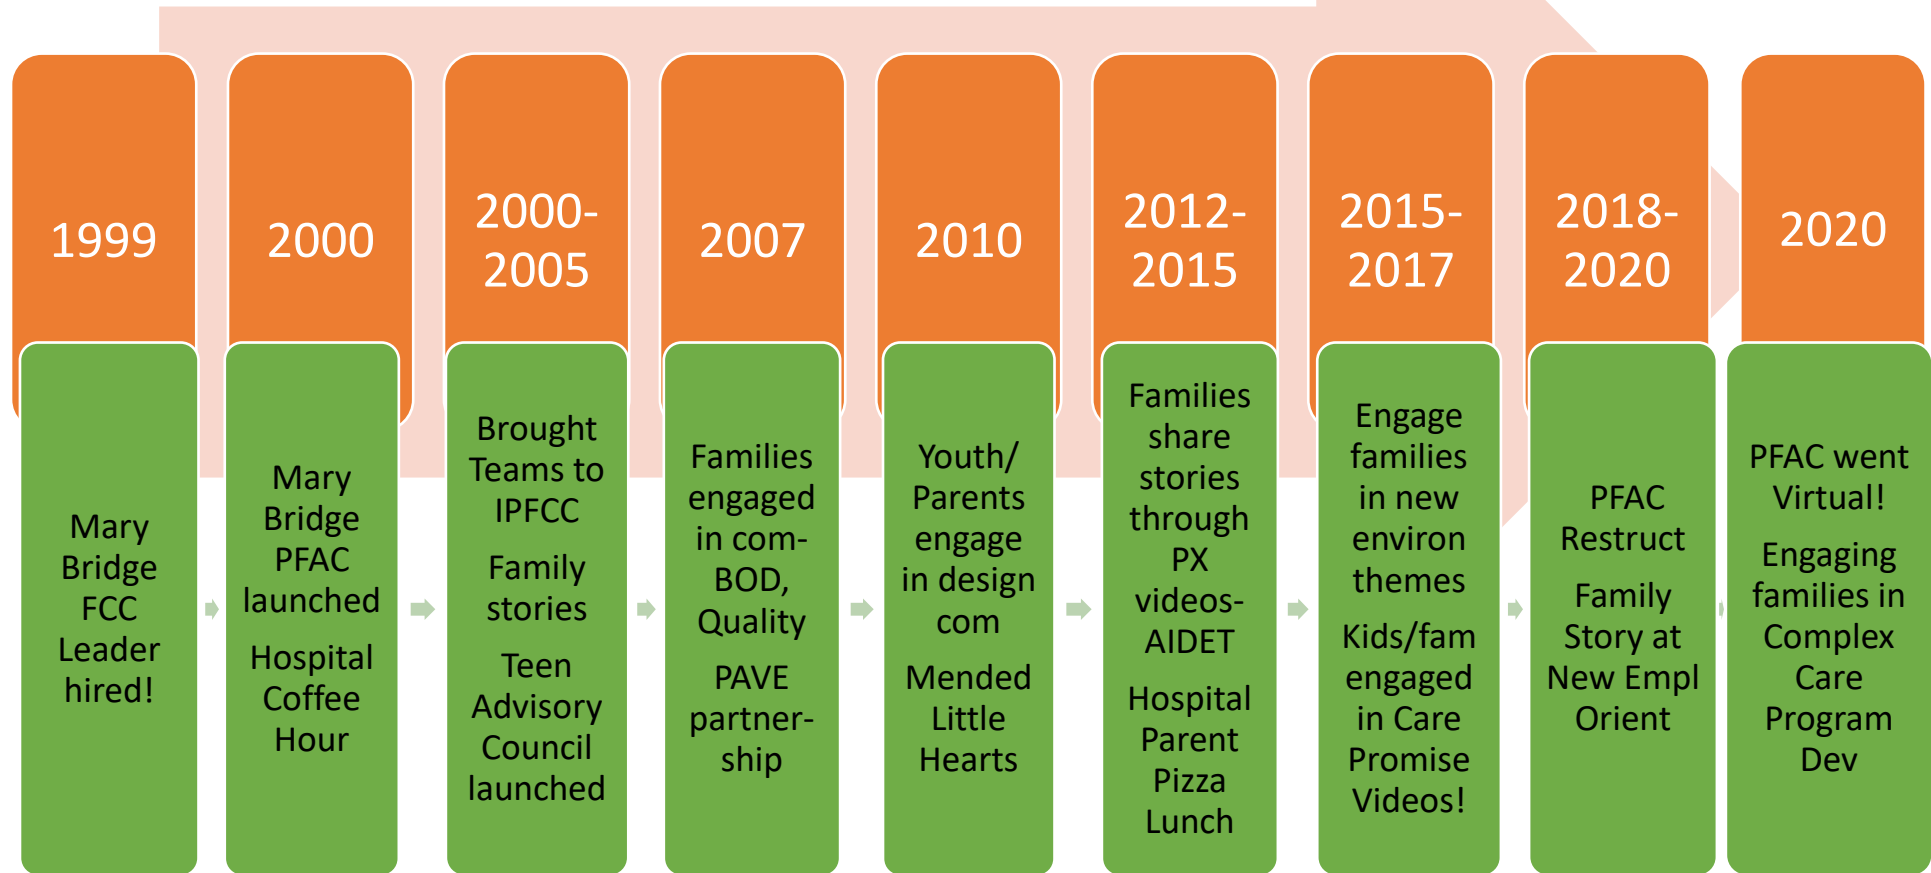 1999
2000
2000-
2005
2007
2010
2012-
2015
2015-
2017
2018-
2020
2020
Mary
Bridge
FCC
Leader
hired!
Mary
Bridge
PFAC
launched
Hospital
Coffee
Hour
Brought
Teams to
IPFCC
Family
stories
Teen
Advisory
Council
launched
Families
engaged
in com-
BOD,
Quality
PAVE
partner-
ship
Youth/
Parents
engage
in design
com
Mended
Little
Hearts
Families
share
stories
through
PX
videos-
AIDET
Hospital
Parent
Pizza
Lunch
Engage
families
in new
environ
themes
Kids/fam
engaged
in Care
Promise
Videos!
PFAC
Restruct
Family
Story at
New Empl
Orient
PFAC went
Virtual!
Engaging
families in
Complex
Care
Program
Dev